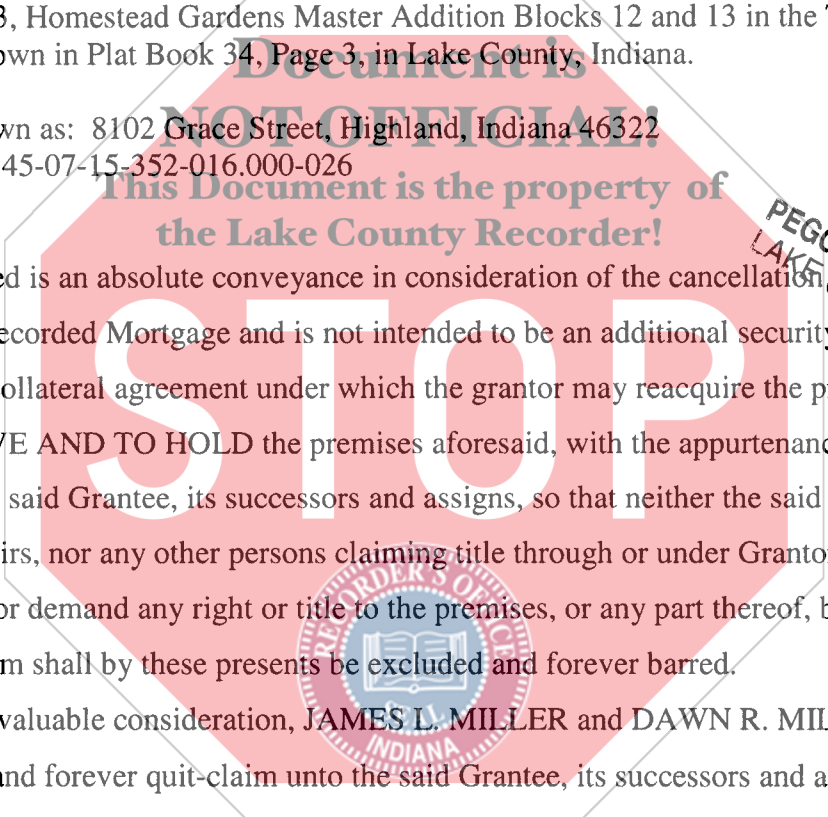 3, Homestead Gardens Master Addition Blocks 12 and 13 in the
own in Plat Book 34, Page 3, in Lake County, Indiana.
Document is
wn as: 8102 Grace Street, Highland, Indiana 46322
NOT OFFICIAL!
45-07-15-352-016.000-026
This Document is the property of
the Lake County Recorder!
PEGG
LAKE
ed is an absolute conveyance in consideration of the cancellation
ecorded Mortgage and is not intended to be an additional security
STOP
ollateral agreement under which the grantor may reacquire the p
VE AND TO HOLD the premises aforesaid, with the appurtenanc
said Grantee, its successors and assigns, so that neither the said
irs, nor any other persons claiming title through or under Granto
or demand any right or title to the premises, or any part thereof, b
m shall by these presents be excluded and forever barred.
valuable consideration, JAMES L. MILLER and DAWN R. MIL
and forever quit-claim unto the said Grantee, its successors and a
RECORDER'S OFFICE
SEAL
INDIANA